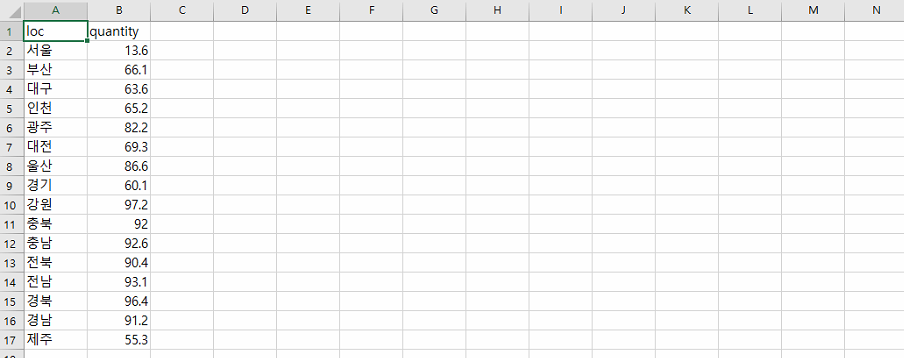 A B C D E F G H I J K L M N
1 loc quantity
2 서울 13.6
3 부산 66.1
4 대구 63.6
5 인천 65.2
6 광주 82.2
7 대전 69.3
8 울산 86.6
9 경기 60.1
10 강원 97.2
11 충북 92
12 충남 92.6
13 전북 90.4
14 전남 93.1
15 경북 96.4
16 경남 91.2
17 제주 55.3